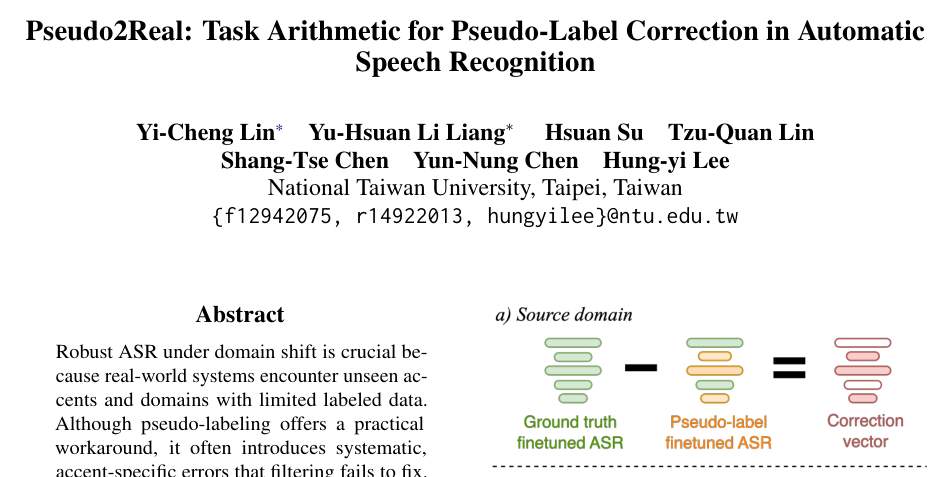 Pseudo2Real: Task Arithmetic for Pseudo-Label Correction in Automatic
Speech Recognition
Yi-Cheng Lin* Yu-Hsuan Li Liang* Hsuan Su Tzu-Quan Lin
Shang-Tse Chen Yun-Nung Chen Hung-yi Lee
National Taiwan University, Taipei, Taiwan
{f12942075, r14922013, hungyilee}@ntu.edu.tw
Abstract
Robust ASR under domain shift is crucial be-
cause real-world systems encounter unseen ac-
cents and domains with limited labeled data.
Although pseudo-labeling offers a practical
workaround, it often introduces systematic,
accent-specific errors that filtering fails to fix.
a) Source domain
Ground truth
finetuned ASR
Pseudo-label
finetuned ASR
Correction
vector